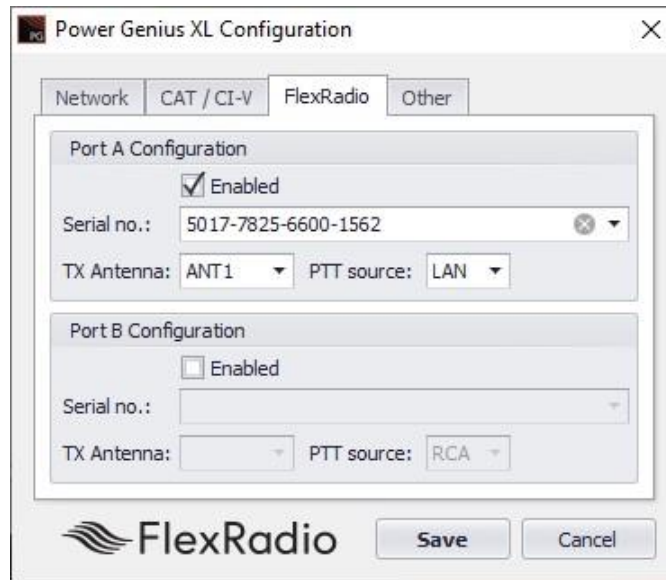 PG
Power Genius XL Configuration
Network CAT / CI-V FlexRadio Other
Port A Configuration
Enabled
Serial no.: 5017-7825-6600-1562
TX Antenna: ANT1 PTT source: LAN
Port B Configuration
Enabled
Serial no.:
TX Antenna: PTT source: RCA
FlexRadio Save Cancel